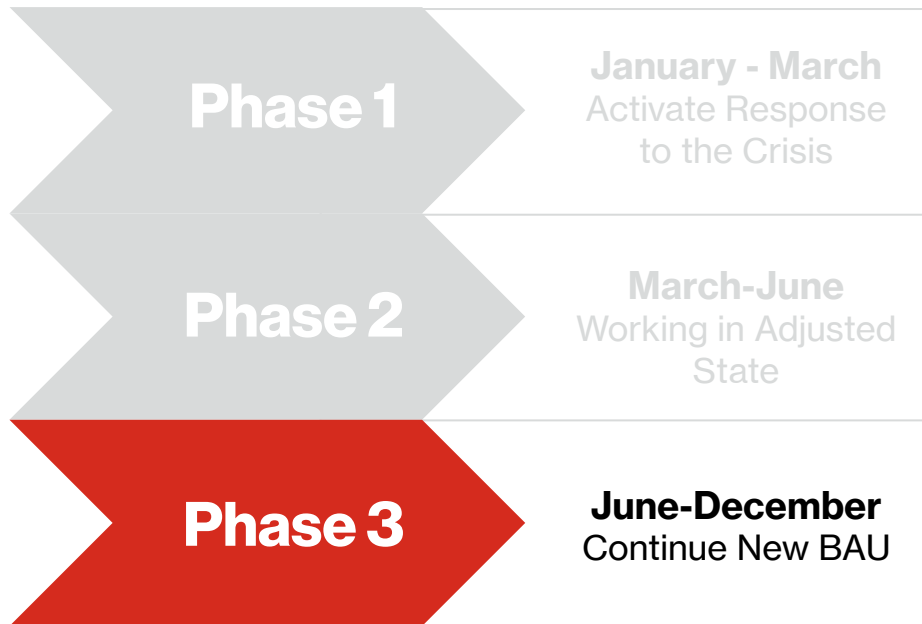 Phase 1
January - March
Activate Response
to the Crisis
Phase 2
March-June
Working in Adjusted
State
Phase 3
June-December
Continue New BAU